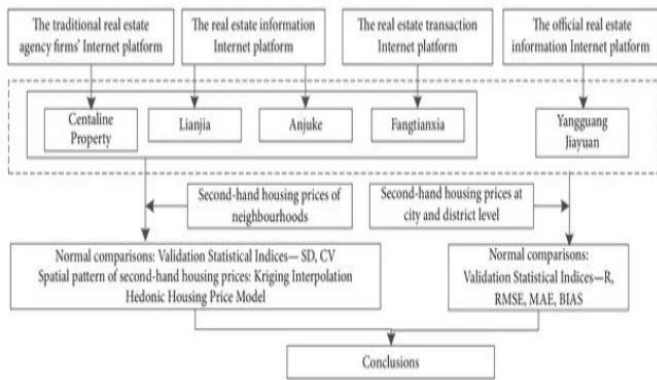 The traditional real estate
agency firms' Internet platform
The real estate information
Internet platform
The real estate transaction
Internet platform
The official real estate
information Internet platform
Centaline
Property
Lianjia
Anjuke
Fangtianxia
Yangguang
Jiayuan
Second-hand housing prices of
neighbourhoods
Second-hand housing prices at
city and district level
Normal comparisons: Validation Statistical Indices— SD, CV
Spatial pattern of second-hand housing prices: Kriging Interpolation
Hedonic Housing Price Model
Normal comparisons:
Validation Statistical Indices—R,
RMSE, MAE, BIAS
Conclusions